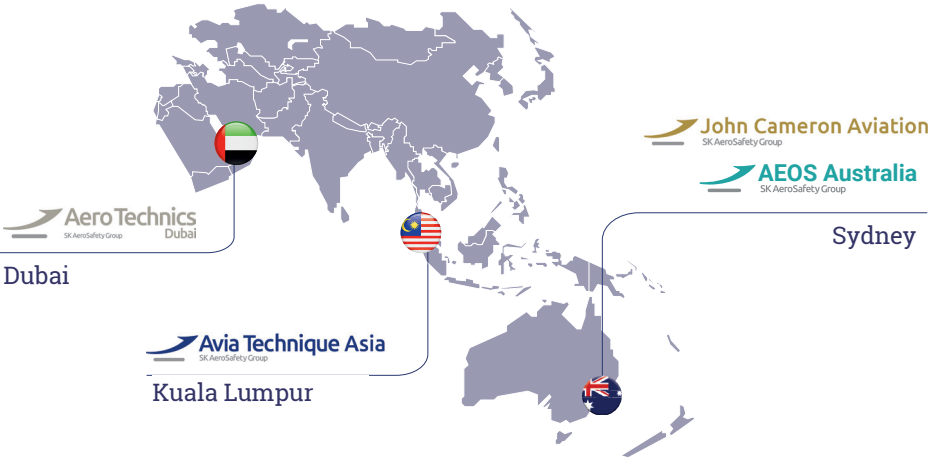 John Cameron Aviation
SK AeroSafety Group
AEOS Australia
SK AeroSafety Group
Sydney
Aero Technics
SK AeroSafety Group
Dubai
Dubai
Avia Technique Asia
SK AeroSafety Group
Kuala Lumpur